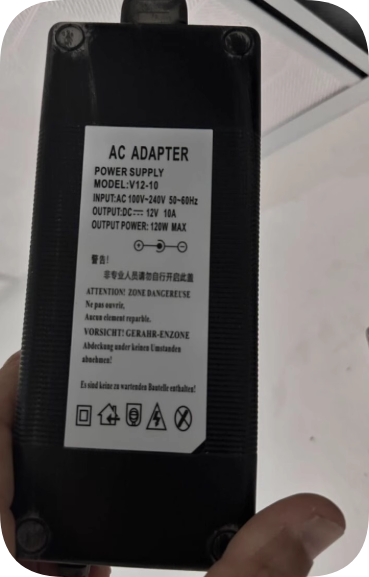 AC ADAPTER
POWER SUPPLY
MODEL:V12-10
INPUT:AC 100V~240V 50~60Hz
OUTPUT:DC⎓ 12V 10A
OUTPUT POWER: 120W MAX
警告!
非专业人员请勿自行开启此盖
ATTENTION! ZONE DANGEREUSE
Ne pas ouvrir,
Aucun element reparble.
VORSICHT! GERAHR-ENZONE
Abdeckung under keinen Umstanden
abnehmen!
Es sind keine zu wartenden Bautelle enthalten!